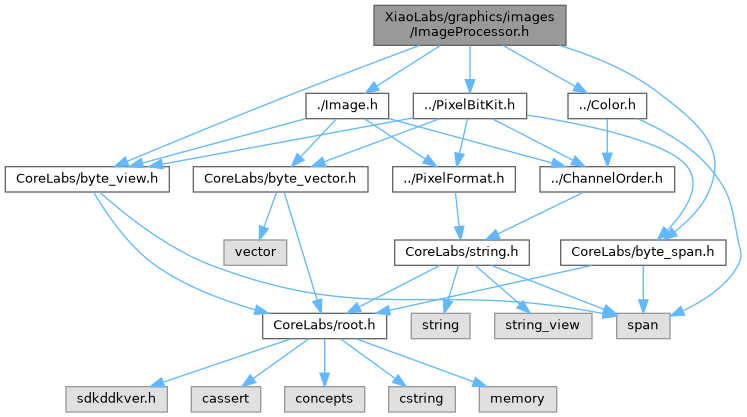 XiaoLabs/graphics/images
/ImageProcessor.h
./Image.h
../PixelBitKit.h
../Color.h
CoreLabs/byte_view.h
CoreLabs/byte_vector.h
../PixelFormat.h
../ChannelOrder.h
vector
CoreLabs/string.h
CoreLabs/byte_span.h
CoreLabs/root.h
string
string_view
span
sdkddkver.h
cassert
concepts
cstring
memory